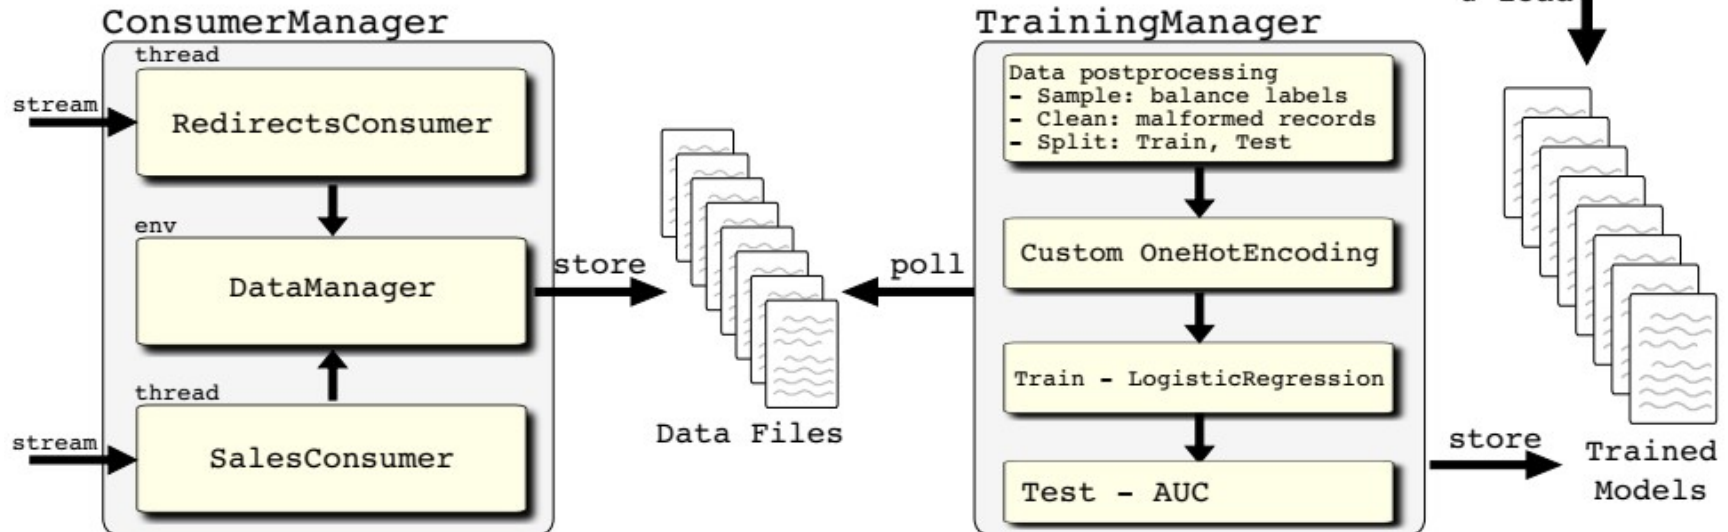 ConsumerManager
thread
stream
RedirectsConsumer
env
DataManager
store
thread
stream
SalesConsumer
Data Files
TrainingManager
Data postprocessing
- Sample: balance labels
- Clean: malformed records
- Split: Train, Test
Custom OneHotEncoding
poll
Train - LogisticRegression
Test - AUC
store
Trained
Models